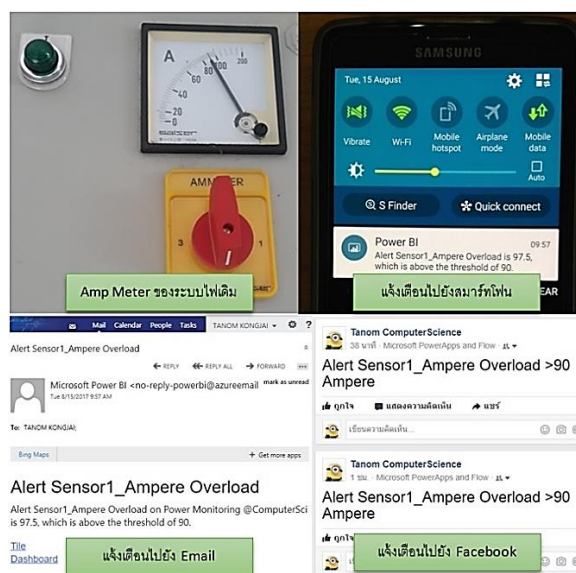 A
0
20
40
60
80
100
200
AMMETER
3
1
Amp Meter ของระบบไฟเดิม
SAMSUNG
Tue, 15 August
Vibrate
Wi-Fi
Mobile hotspot
Airplane mode
Mobile data
Auto
S Finder
Quick connect
Power BI
09:57
Alert Sensor1_Ampere Overload is 97.5,
which is above the threshold of 90.
EAR
แจ้งเตือนไปยังสมาร์ทโฟน
Mail Calendar People Tasks TANOM KONGJAI
Alert Sensor1_Ampere Overload
REPLY REPLY ALL FORWARD
mark as unread
Microsoft Power BI <no-reply-powerbi@azureemail
Tue 8/15/2017 9:57 AM
To: TANOM KONGJAI;
Bing Maps
+ Get more apps
Alert Sensor1_Ampere Overload
Alert Sensor1_Ampere Overload on Power Monitoring @ComputerSci
is 97.5, which is above the threshold of 90.
Tile
Dashboard
แจ้งเตือนไปยัง Email
Tanom ComputerScience
38 นาที · Microsoft PowerApps and Flow ·
Alert Sensor1_Ampere Overload >90
Ampere
ถูกใจ แสดงความคิดเห็น แชร์
เขียนความคิดเห็น...
Tanom ComputerScience
1 ชม. · Microsoft PowerApps and Flow ·
Alert Sensor1_Ampere Overload >90
Ampere
ถูกใจ
แจ้งเตือนไปยัง Facebook